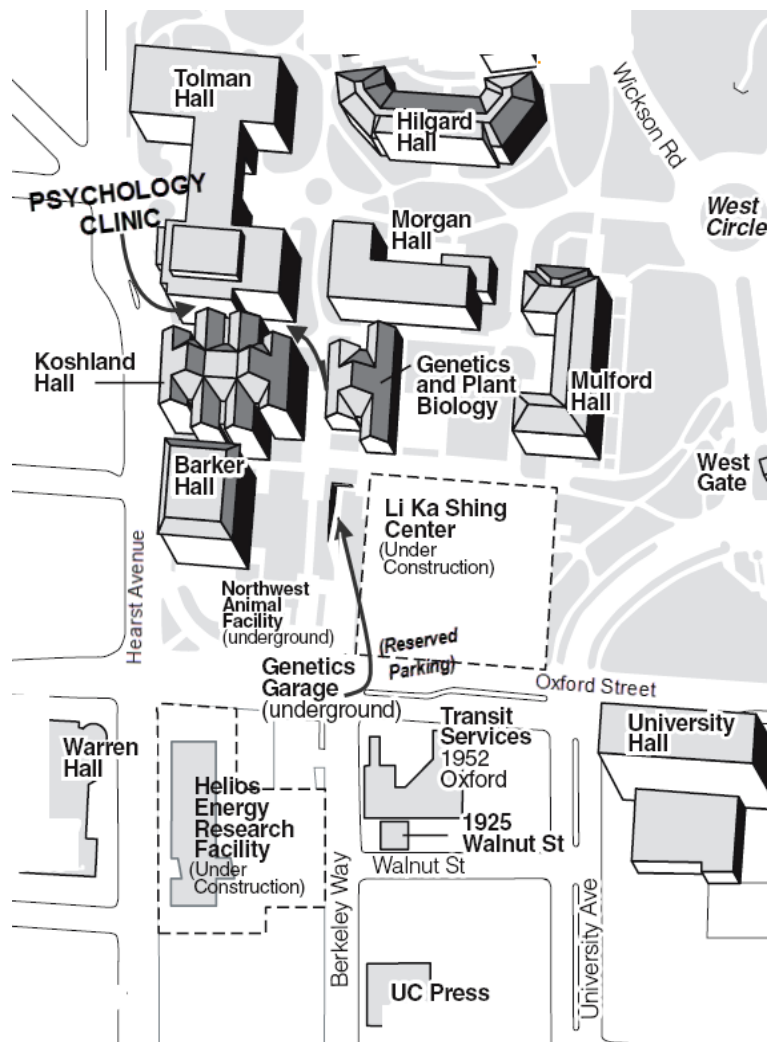 Tolman
Hall
Hilgard
Hall
Wickson Rd
PSYCHOLOGY
CLINIC
Morgan
Hall
West
Circle
Koshland
Hall
Genetics
and Plant
Biology
Mulford
Hall
Barker
Hall
West
Gate
Li Ka Shing
Center
(Under
Construction)
Hearst Avenue
Northwest
Animal
Facility
(underground)
(Reserved
Parking)
Genetics
Garage
(underground)
Oxford Street
Warren
Hall
Transit
Services
1952
Oxford
University
Hall
Helios
Energy
Research
Facility
(Under
Construction)
1925
Walnut St
Walnut St
Berkeley Way
University Ave
UC Press